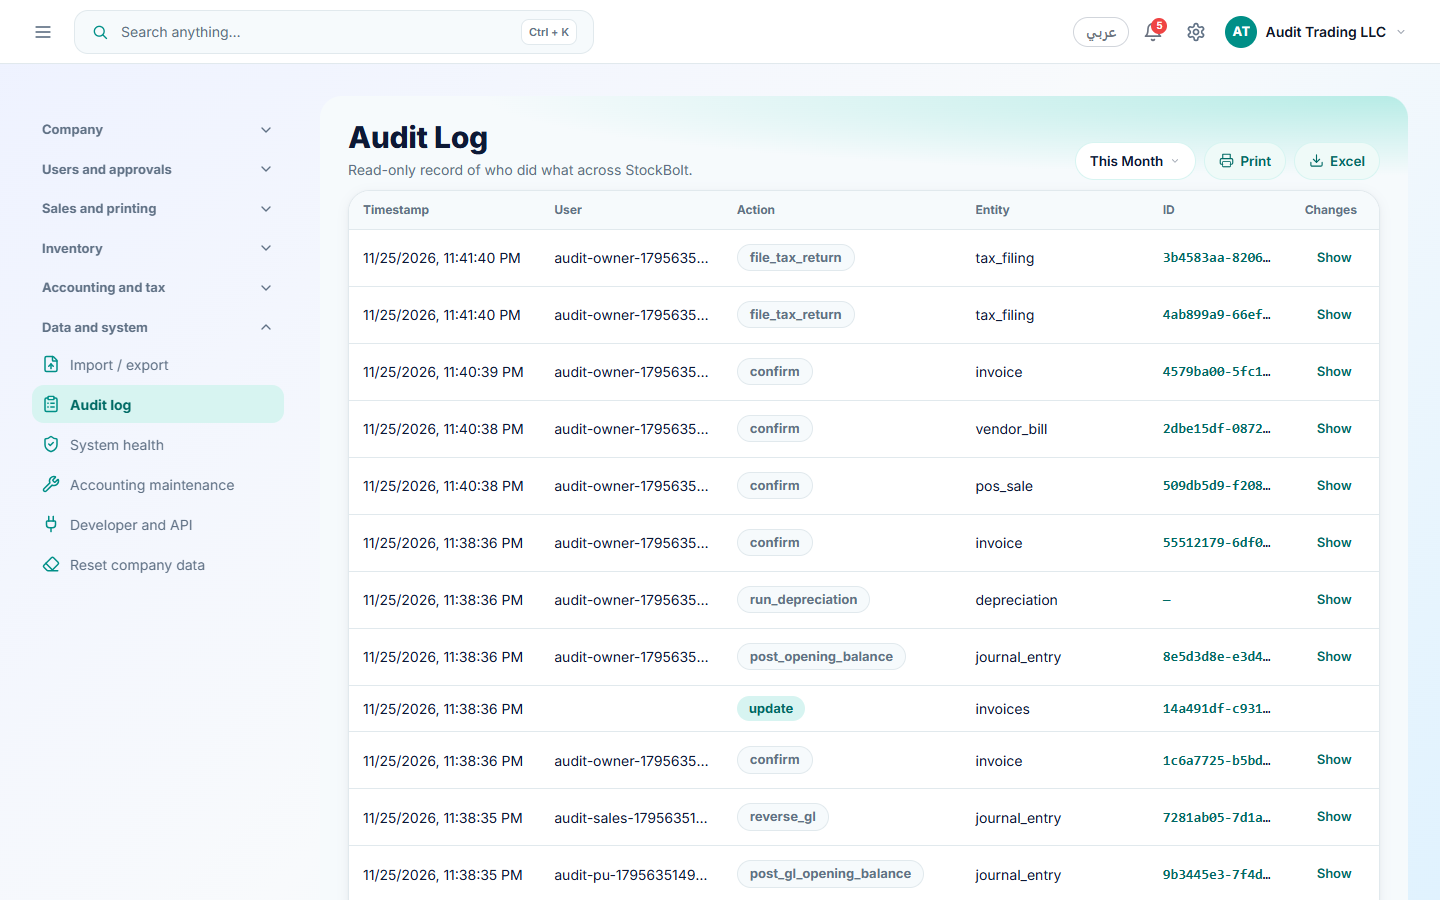 Search anything...
Ctrl + K
عربي
5
AT
Audit Trading LLC
Company
Users and approvals
Sales and printing
Inventory
Accounting and tax
Data and system
Import / export
Audit log
System health
Accounting maintenance
Developer and API
Reset company data
Audit Log
Read-only record of who did what across StockBolt.
This Month
Print
Excel
Timestamp User Action Entity ID Changes
11/25/2026, 11:41:40 PM audit-owner-1795635... file_tax_return tax_filing 3b4583aa-8206… Show
11/25/2026, 11:41:40 PM audit-owner-1795635... file_tax_return tax_filing 4ab899a9-66ef… Show
11/25/2026, 11:40:39 PM audit-owner-1795635... confirm invoice 4579ba00-5fc1… Show
11/25/2026, 11:40:38 PM audit-owner-1795635... confirm vendor_bill 2dbe15df-0872… Show
11/25/2026, 11:40:38 PM audit-owner-1795635... confirm pos_sale 509db5d9-f208… Show
11/25/2026, 11:38:36 PM audit-owner-1795635... confirm invoice 55512179-6df0… Show
11/25/2026, 11:38:36 PM audit-owner-1795635... run_depreciation depreciation — Show
11/25/2026, 11:38:36 PM audit-owner-1795635... post_opening_balance journal_entry 8e5d3d8e-e3d4… Show
11/25/2026, 11:38:36 PM update invoices 14a491df-c931…
11/25/2026, 11:38:36 PM audit-owner-1795635... confirm invoice 1c6a7725-b5bd… Show
11/25/2026, 11:38:35 PM audit-sales-17956351... reverse_gl journal_entry 7281ab05-7d1a… Show
11/25/2026, 11:38:35 PM audit-pu-1795635149... post_gl_opening_balance journal_entry 9b3445e3-7f4d… Show